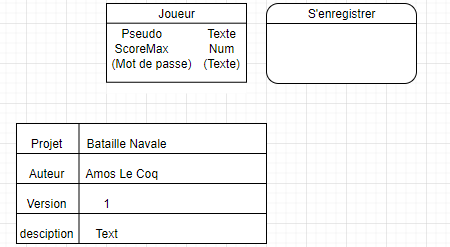 Joueur
Pseudo Texte
ScoreMax Num
(Mot de passe) (Texte)
S'enregistrer
Projet Bataille Navale
Auteur Amos Le Coq
Version 1
desciption Text